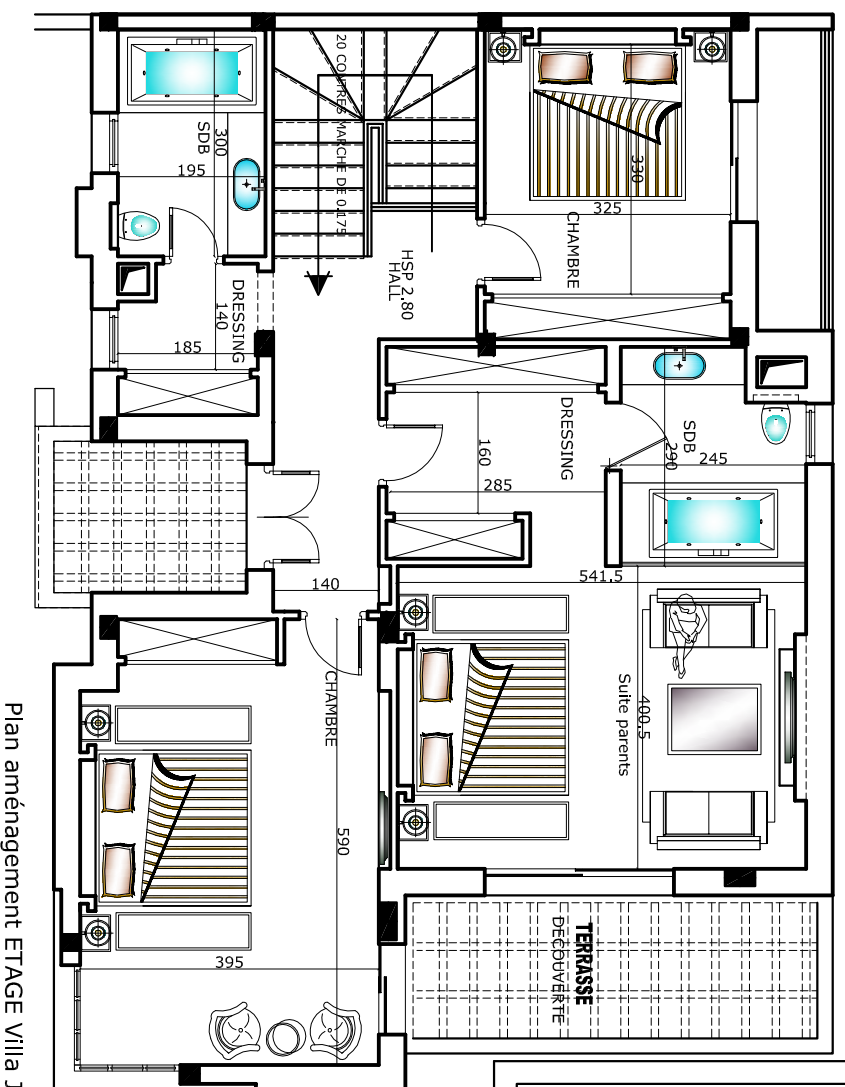 20 CONTRES MARCHE DE 0.175
SDB
300
195
330
325
CHAMBRE
HSP 2.80
HALL
DRESSING
140
185
DRESSING
160
285
SDB
290
245
541.5
140
CHAMBRE
590
395
400.5
Suite parents
TERRASSE
DECOUVERTE
Plan aménagement ETAGE Villa J